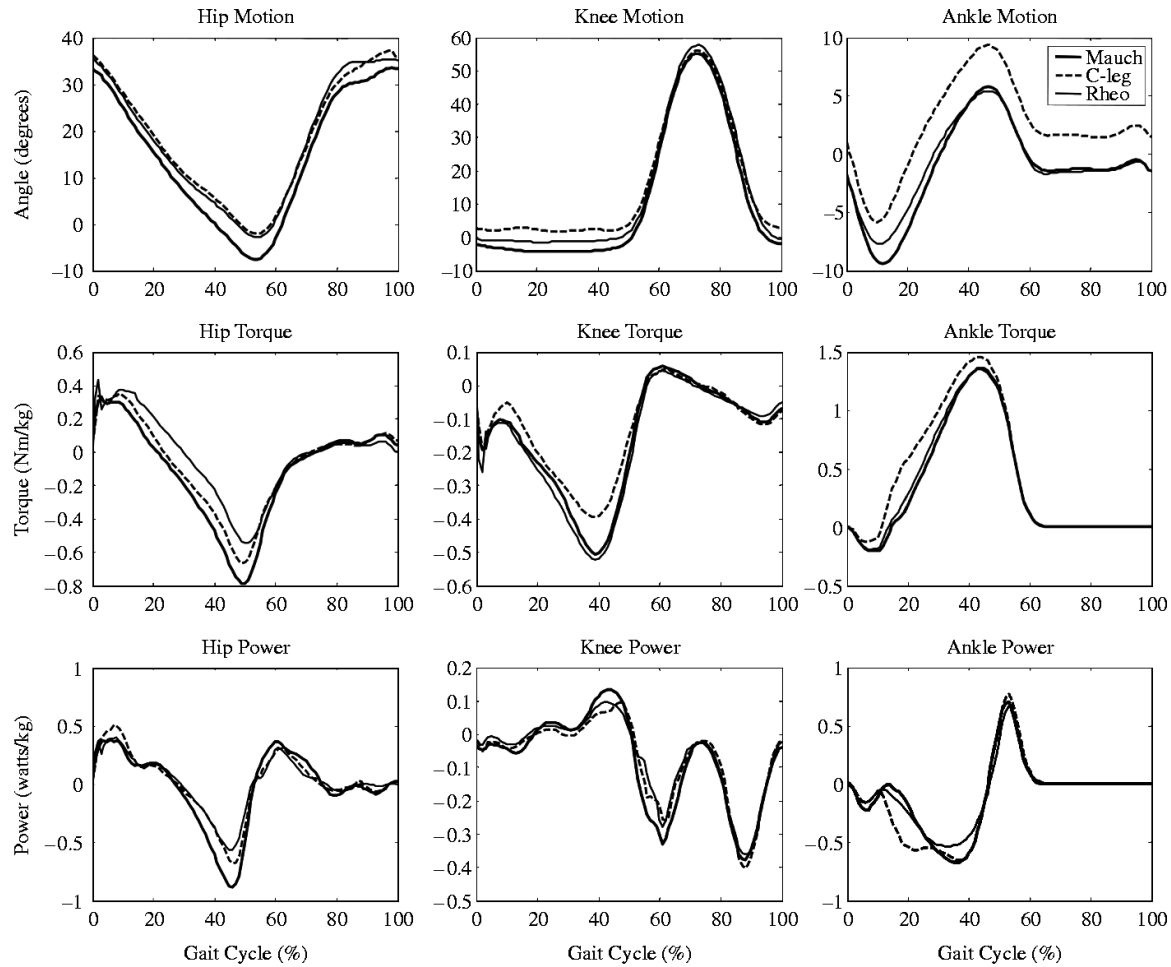 Hip Motion
Knee Motion
Ankle Motion
Angle (degrees)
40
30
20
10
0
−10
0 20 40 60 80 100
60
50
40
30
20
10
0
−10
0 20 40 60 80 100
10
5
0
−5
−10
0 20 40 60 80 100
Mauch
C-leg
Rheo
Hip Torque
Knee Torque
Ankle Torque
Torque (Nm/kg)
0.6
0.4
0.2
0
−0.2
−0.4
−0.6
−0.8
0 20 40 60 80 100
0.1
0
−0.1
−0.2
−0.3
−0.4
−0.5
−0.6
0 20 40 60 80 100
1.5
1
0.5
0
−0.5
0 20 40 60 80 100
Hip Power
Knee Power
Ankle Power
Power (watts/kg)
1
0.5
0
−0.5
−1
0 20 40 60 80 100
0.2
0.1
0
−0.1
−0.2
−0.3
−0.4
−0.5
0 20 40 60 80 100
1
0.5
0
−0.5
−1
0 20 40 60 80 100
Gait Cycle (%)
Gait Cycle (%)
Gait Cycle (%)